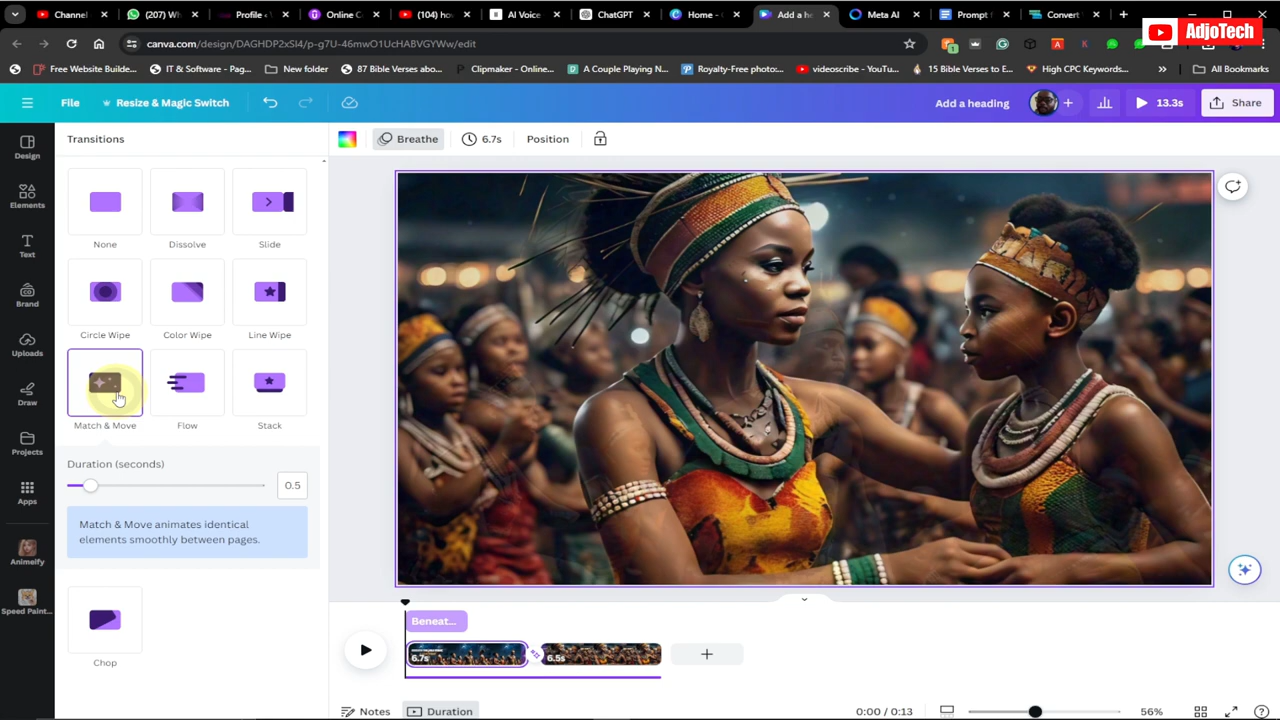 Channel c
(207) Wh
Profile
Online C
(104) ho
AI Voice
ChatGPT
Home -
Add a he
Meta AI
Prompt f
Convert
AdjoTech
canva.com/design/DAGHDP2xSI4/p-g7U-46mwO1UcHABVGYWw/edit
Free Website Builde...
IT & Software - Pag...
New folder
87 Bible Verses abo...
Clipmaker - Online...
A Couple Playing N...
Royalty-Free photo...
videoscribe - YouTu...
15 Bible Verses to E...
High CPC Keywords...
All Bookmarks
File
Resize & Magic Switch
Add a heading
13.3s
Share
Design
Elements
Text
Brand
Uploads
Draw
Projects
Apps
Animeify
Speed Paint...
Transitions
None
Dissolve
Slide
Circle Wipe
Color Wipe
Line Wipe
Match & Move
Flow
Stack
Duration (seconds)
0.5
Match & Move animates identical
elements smoothly between pages.
Chop
Breathe
6.7s
Position
Beneat...
6.7s
6.5s
Notes
Duration
0:00 / 0:13
56%